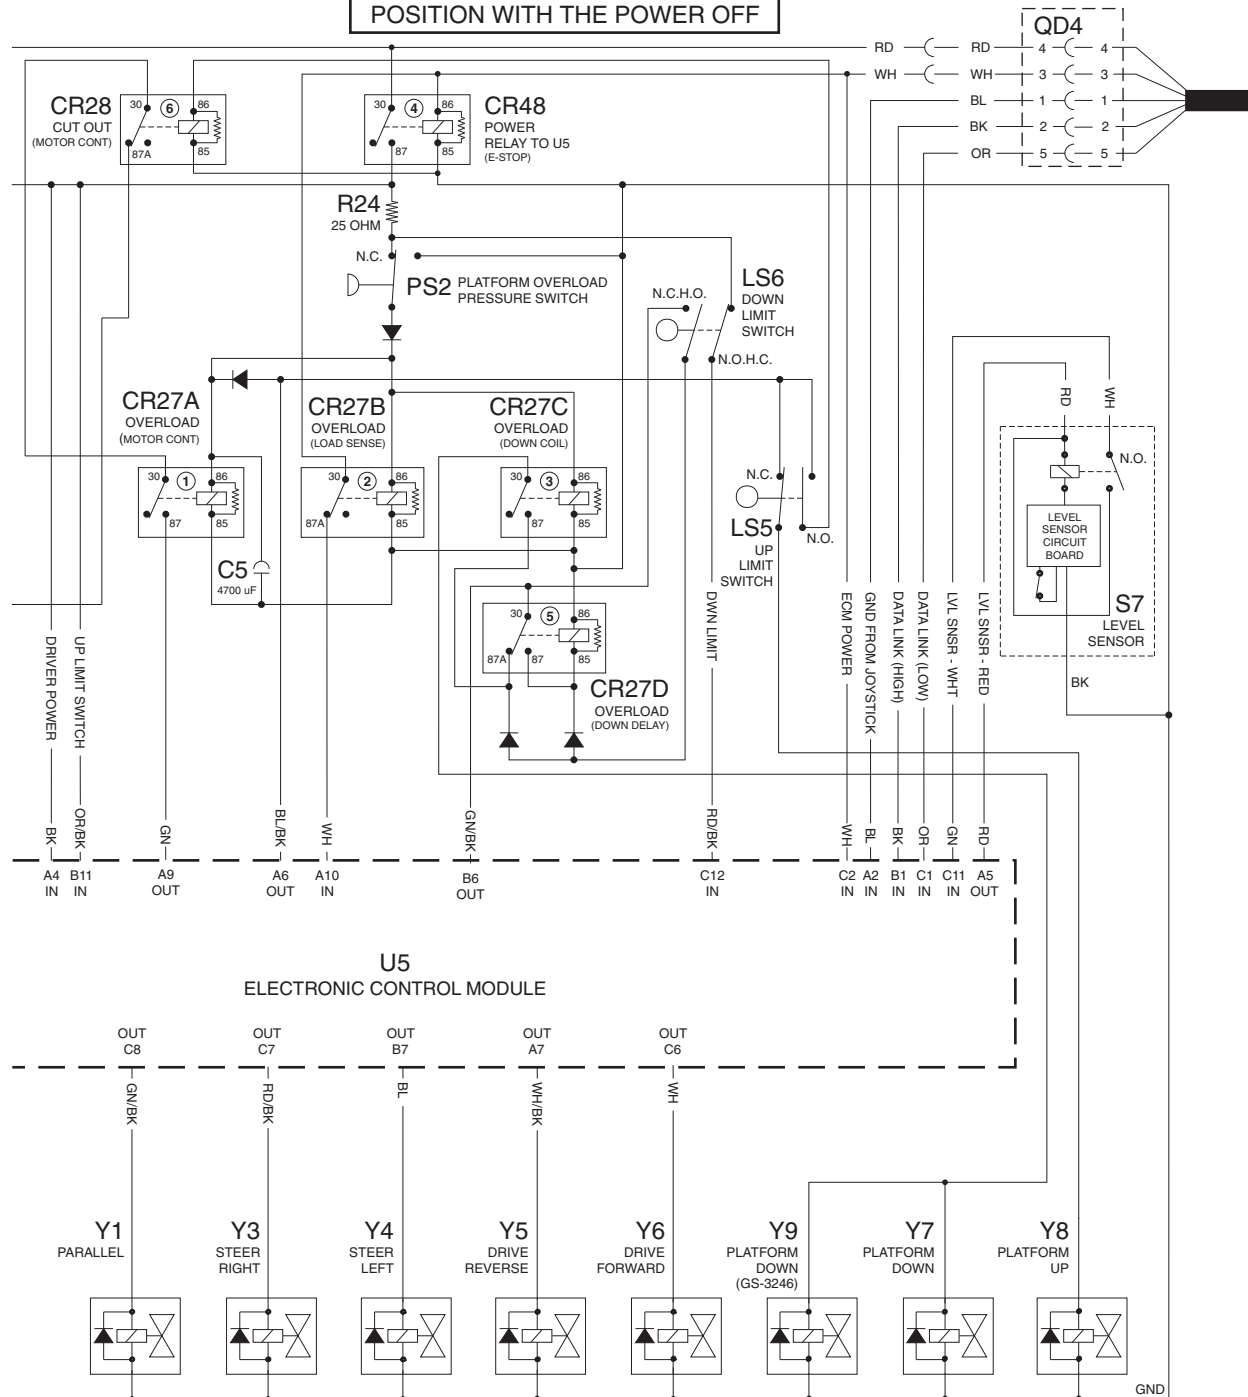 POSITION WITH THE POWER OFF
QD4
RD RD 4 4
WH WH 3 3
BL 1 1
BK 2 2
OR 5 5
CR28
CUT OUT
(MOTOR CONT)
30 6 86
87A 85
30 4 86
87 85
CR48
POWER
RELAY TO U5
(E-STOP)
R24
25 OHM
N.C.
PS2 PLATFORM OVERLOAD
PRESSURE SWITCH
LS6
DOWN
LIMIT
SWITCH
N.C.H.O.
N.O.H.C.
CR27A
OVERLOAD
(MOTOR CONT)
30 1 86
87 85
CR27B
OVERLOAD
(LOAD SENSE)
30 2 86
87A 85
CR27C
OVERLOAD
(DOWN COIL)
30 3 86
87 85
C5
4700 uF
N.C.
LS5
UP
LIMIT
SWITCH
N.O.
RD
WH
N.O.
LEVEL
SENSOR
CIRCUIT
BOARD
S7
LEVEL
SENSOR
BK
30 5 86
87A 87 85
CR27D
OVERLOAD
(DOWN DELAY)
DRIVER POWER
UP LIMIT SWITCH
DWN LIMIT
ECM POWER
GND FROM JOYSTICK
DATA LINK (HIGH)
DATA LINK (LOW)
LVL SNSR - WHT
LVL SNSR - RED
BK
OR/BK
GN
BL/BK
WH
GN/BK
RD/BK
WH
BL
BK
OR
GN
RD
A4 B11 A9 A6 A10 B6 C12 C2 A2 B1 C1 C11 A5
IN IN OUT OUT IN OUT IN IN IN IN IN IN OUT
U5
ELECTRONIC CONTROL MODULE
OUT OUT OUT OUT OUT
C8 C7 B7 A7 C6
GN/BK
RD/BK
BL
WH/BK
WH
Y1
PARALLEL
Y3
STEER
RIGHT
Y4
STEER
LEFT
Y5
DRIVE
REVERSE
Y6
DRIVE
FORWARD
Y9
PLATFORM
DOWN
(GS-3246)
Y7
PLATFORM
DOWN
Y8
PLATFORM
UP
GND